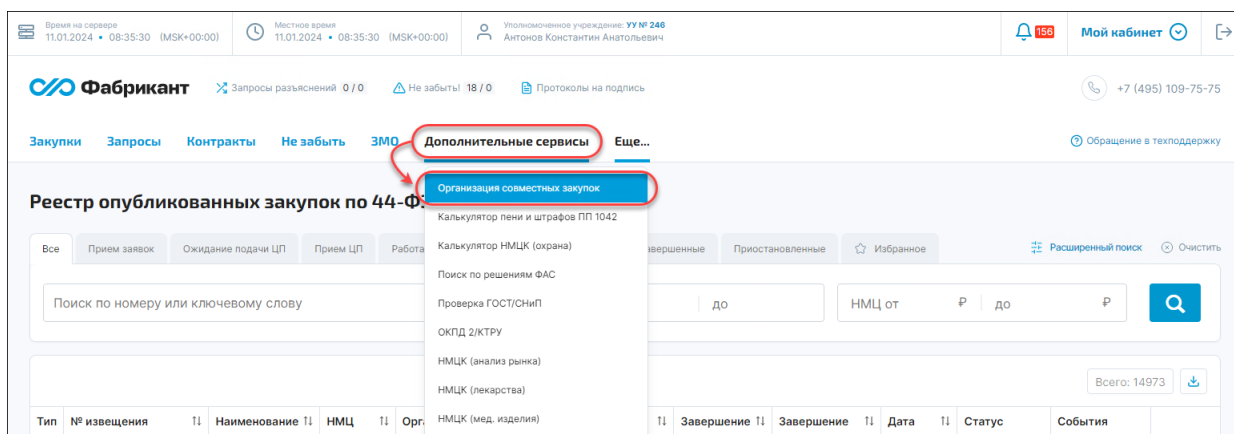 Время на сервере
11.01.2024 • 08:35:30 (MSK+00:00)
Местное время
11.01.2024 • 08:35:30 (MSK+00:00)
Уполномоченное учреждение: УУ № 246
Антонов Константин Анатольевич
156
Мой кабинет
Фабрикант
Запросы разъяснений 0 / 0
Не забыть! 18 / 0
Протоколы на подпись
+7 (495) 109-75-75
Закупки Запросы Контракты Не забыть ЗМО Дополнительные сервисы Еще...
Обращение в техподдержку
Организация совместных закупок
Калькулятор пени и штрафов ПП 1042
Калькулятор НМЦК (охрана)
Поиск по решениям ФАС
Проверка ГОСТ/СНиП
ОКПД 2/КТРУ
НМЦК (анализ рынка)
НМЦК (лекарства)
НМЦК (мед. изделия)
Реестр опубликованных закупок по 44-Ф
Все Прием заявок Ожидание подачи ЦП Прием ЦП Работа авершенные Приостановленные Избранное
Расширенный поиск Очистить
Поиск по номеру или ключевому слову
до
НМЦ от ₽ до ₽
Всего: 14973
Тип № извещения Наименование НМЦ Орг Завершение Завершение Дата Статус События